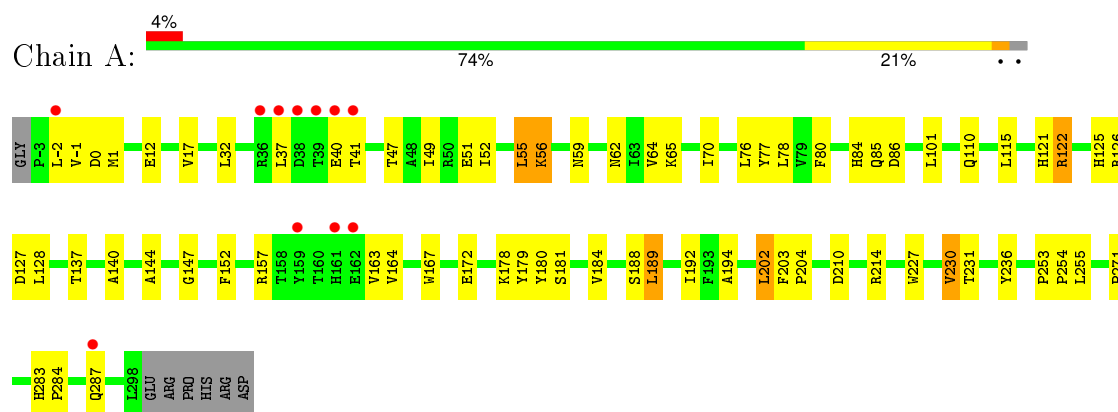 4%
Chain A:
74% 21% • •
GLY P-3 L-2 V-1 D0 M1 E12 V17 L32 R36 L37 D38 T39 E40 T41 T47 A48 I49 R50 E51 I52 L55 K56 N59 N62 I63 V64 K65 I70 L76 Y77 L78 V79 F80 H84 Q85 D86 L101 Q110 L115 H121 R122 H125 R126
D127 L128 T137 A140 A144 G147 F152 R157 T158 Y159 T160 H161 E162 V163 V164 W167 E172 K178 Y179 Y180 S181 V184 S188 L189 I192 F193 A194 L202 F203 P204 D210 R214 W227 V230 T231 Y236 P253 P254 L255 P271
H283 P284 Q287 L298 GLU ARG PRO HIS ARG ASP